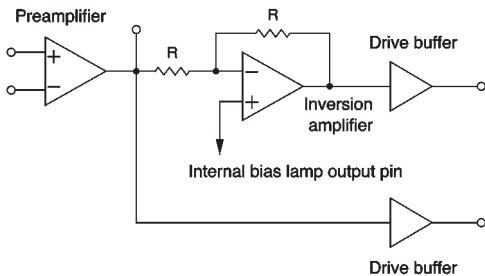 Preamplifier
R
R
Drive buffer
+
−
−
+
Inversion
amplifier
Internal bias lamp output pin
Drive buffer